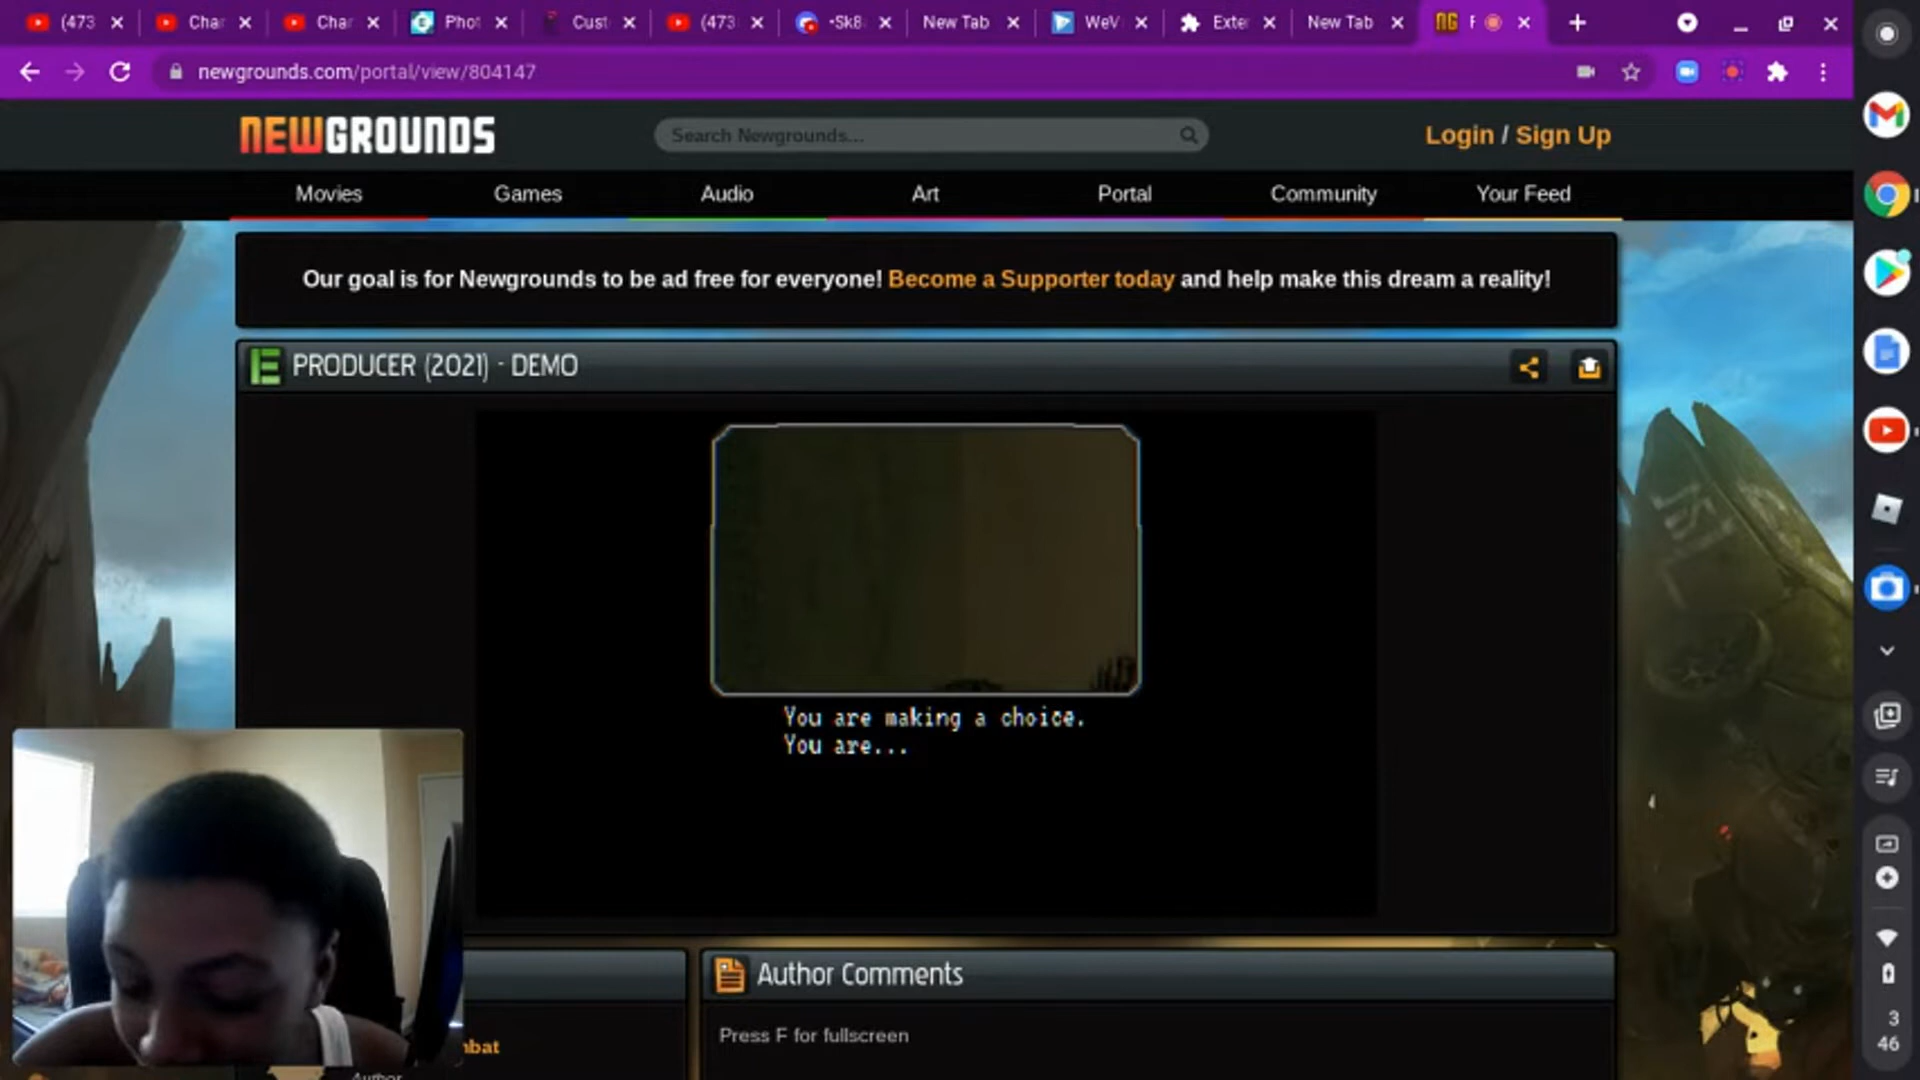 (473
Char
Char
Phot
Cust
(473
-Sk8-
New Tab
WeV
Exte
New Tab
newgrounds.com/portal/view/804147
NEWGROUNDS
Search Newgrounds...
Login / Sign Up
Movies
Games
Audio
Art
Portal
Community
Your Feed
Our goal is for Newgrounds to be ad free for everyone! Become a Supporter today and help make this dream a reality!
E PRODUCER (2021) - DEMO
You are making a choice.
You are...
Author Comments
Press F for fullscreen
bat
Author
3
46